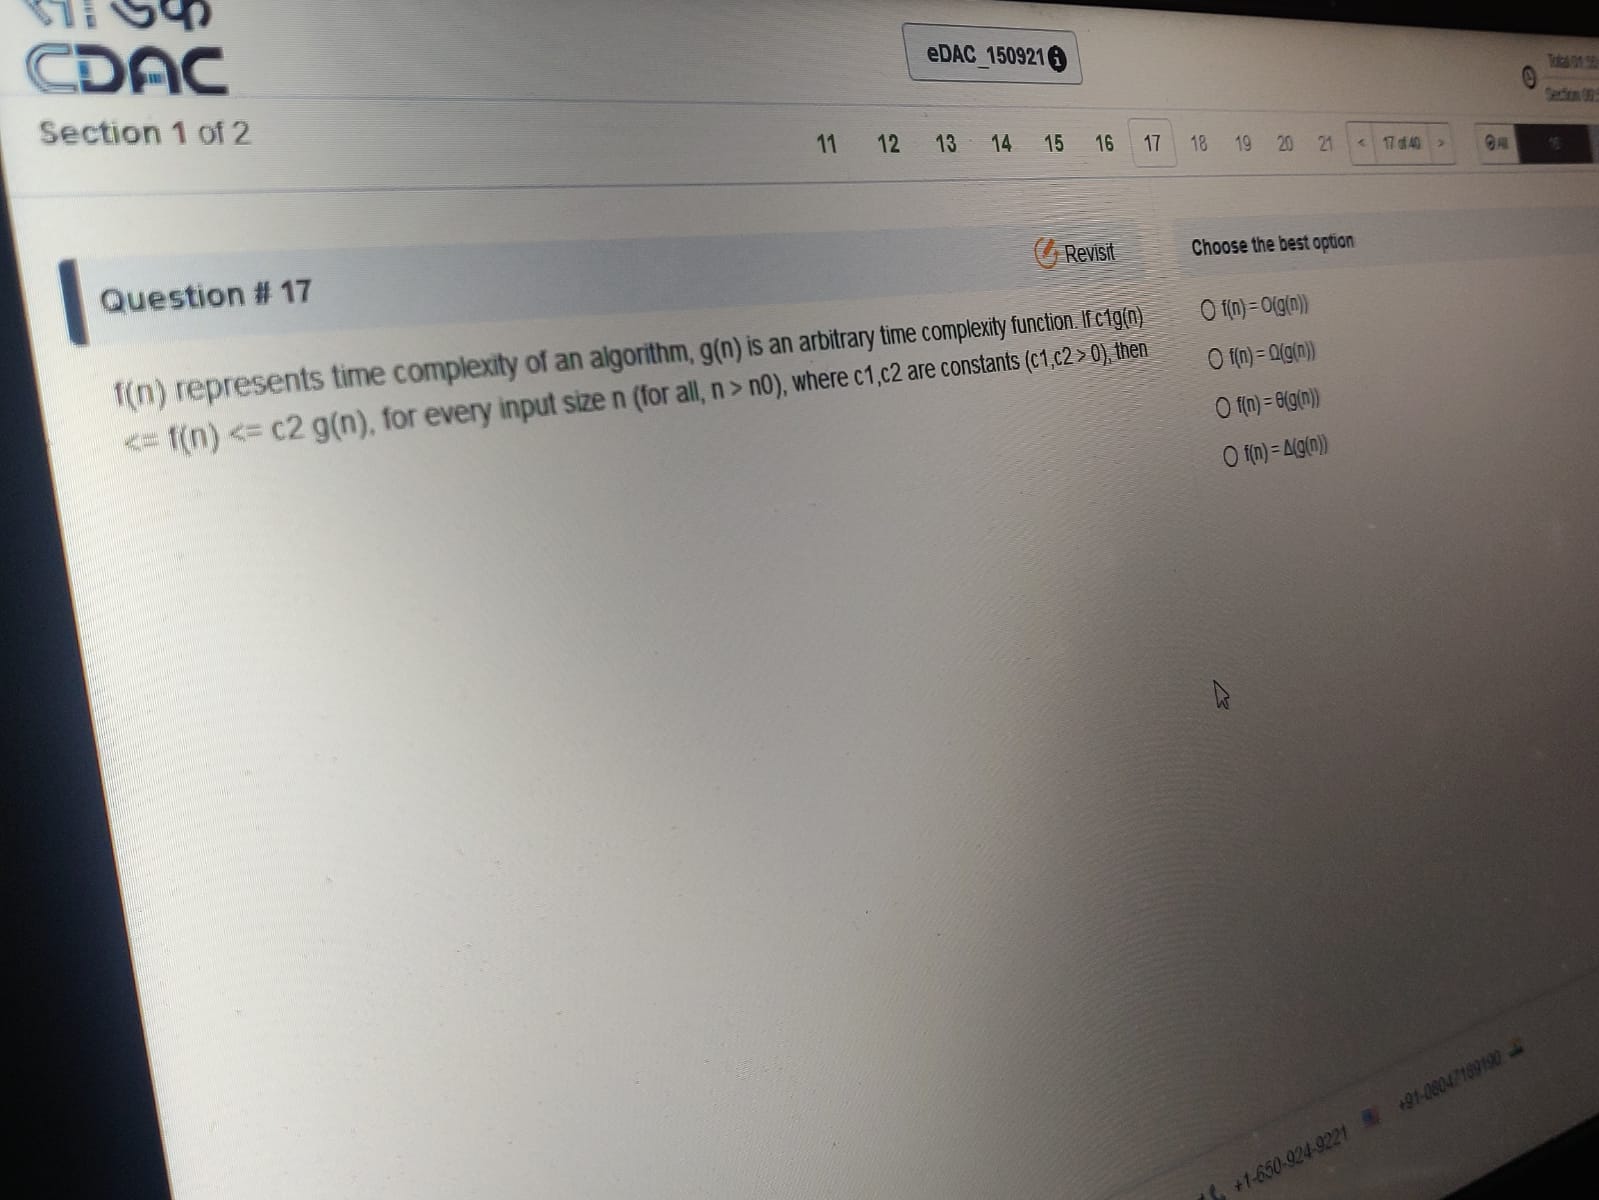 CDAC
eDAC_150921
Section 1 of 2
11 12 13 14 15 16 17 18 19 20 21 < 17 of 40 > All
Question # 17
Revisit
f(n) represents time complexity of an algorithm, g(n) is an arbitrary time complexity function. If c1g(n)
<= f(n) <= c2 g(n), for every input size n (for all, n > n0), where c1,c2 are constants (c1,c2 > 0), then
Choose the best option
f(n) = O(g(n))
f(n) = Ω(g(n))
f(n) = θ(g(n))
f(n) = Δ(g(n))
+1-650-924-9221 +91-08047189190